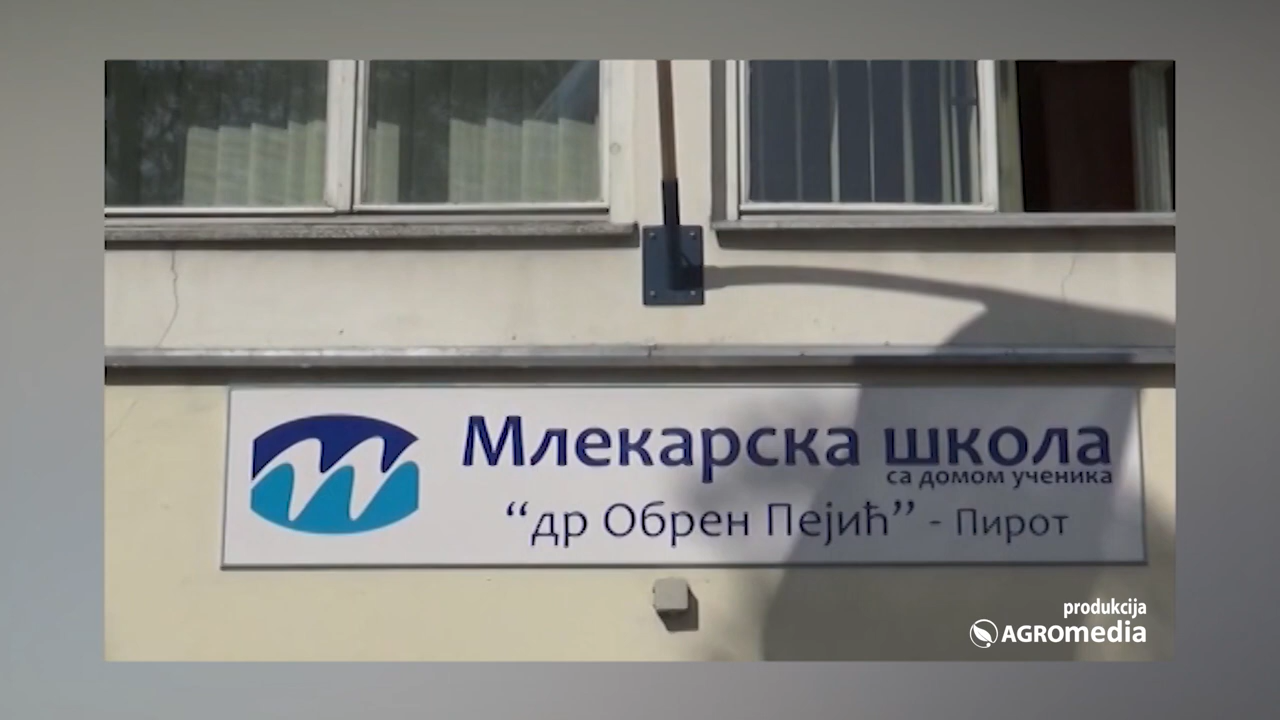 Млекарска школа
са домом ученика
“др Обрен Пејић” - Пирот
produkcija
AGROmedia